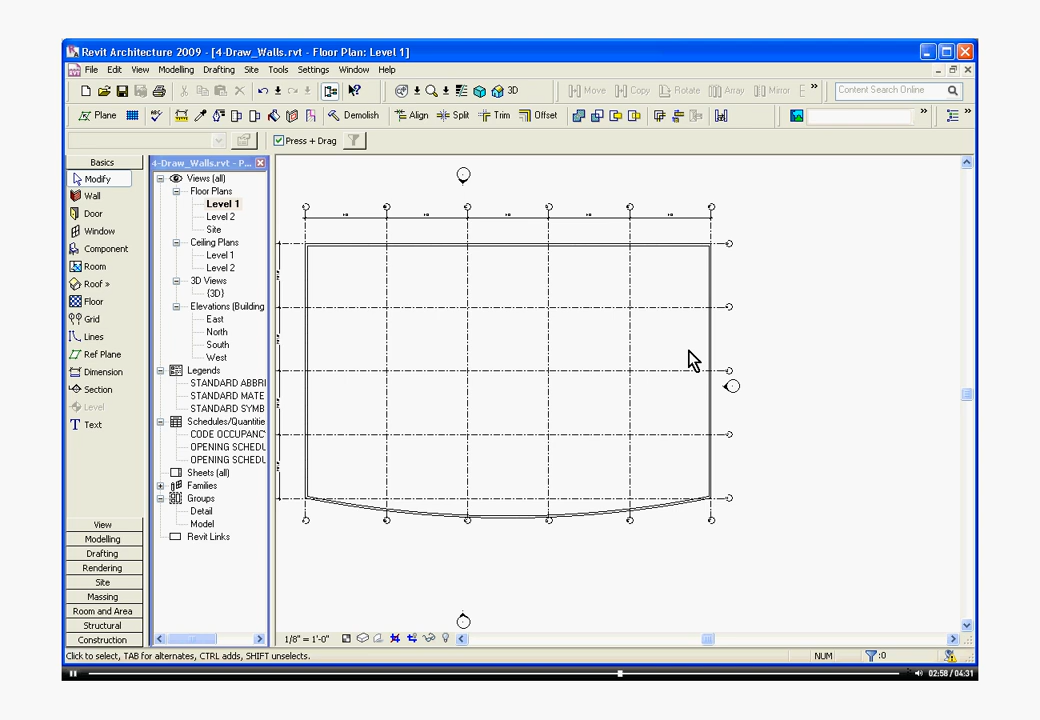 Revit Architecture 2009 - [4-Draw_Walls.rvt - Floor Plan: Level 1]
File Edit View Modelling Drafting Site Tools Settings Window Help
3D Move Copy Rotate Array Mirror E » Content Search Online
Plane Demolish Align Split Trim Offset » »
Press + Drag
Basics
Modify
Wall
Door
Window
Component
Room
Roof »
Floor
Grid
Lines
Ref Plane
Dimension
Section
Level
Text
View
Modelling
Drafting
Rendering
Site
Massing
Room and Area
Structural
Construction
4-Draw_Walls.rvt - P...
Views (all)
Floor Plans
Level 1
Level 2
Site
Ceiling Plans
Level 1
Level 2
3D Views
{3D}
Elevations (Building
East
North
South
West
Legends
STANDARD ABBRI
STANDARD MATE
STANDARD SYMB
Schedules/Quantitie
CODE OCCUPANC
OPENING SCHEDU
OPENING SCHEDU
Sheets (all)
Families
Groups
Detail
Model
Revit Links
1/8" = 1'-0"
Click to select, TAB for alternates, CTRL adds, SHIFT unselects.
NUM
:0
02:58 / 04:31